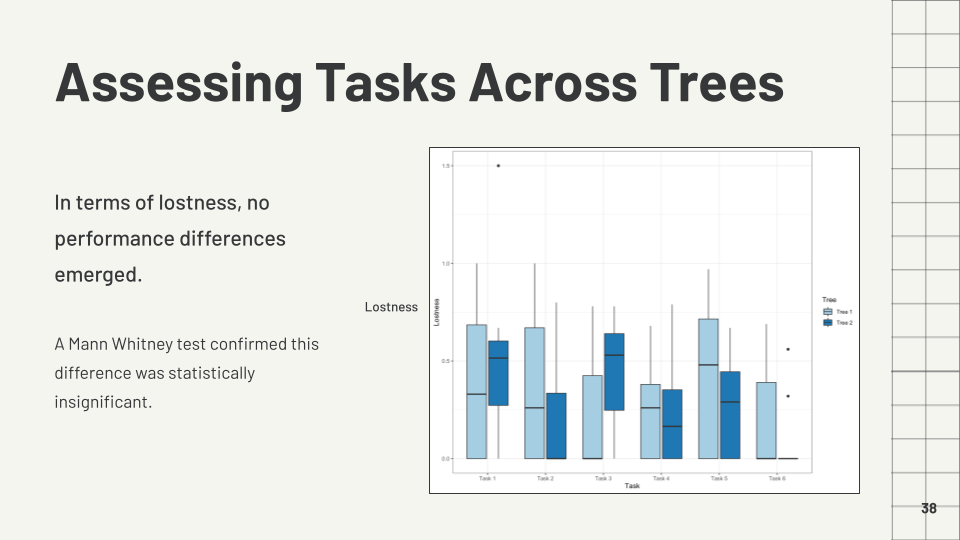 Assessing Tasks Across Trees
In terms of lostness, no
performance differences
emerged.
A Mann Whitney test confirmed this
difference was statistically
insignificant.
Lostness
Lostness
1.5
1.0
0.5
0.0
Task 1 Task 2 Task 3 Task 4 Task 5 Task 6
Task
Tree
Tree 1
Tree 2
38